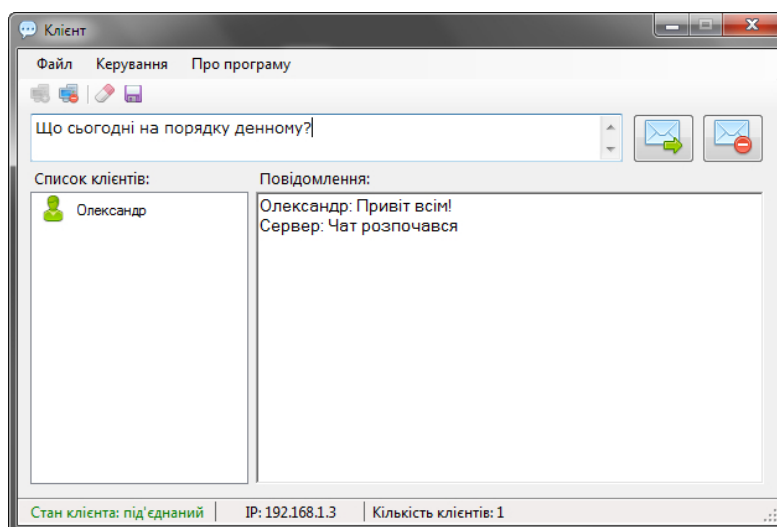 Клієнт
Файл Керування Про програму
Що сьогодні на порядку денному?
Список клієнтів: Повідомлення:
Олександр
Олександр: Привіт всім!
Сервер: Чат розпочався
Стан клієнта: під'єднаний IP: 192.168.1.3 Кількість клієнтів: 1